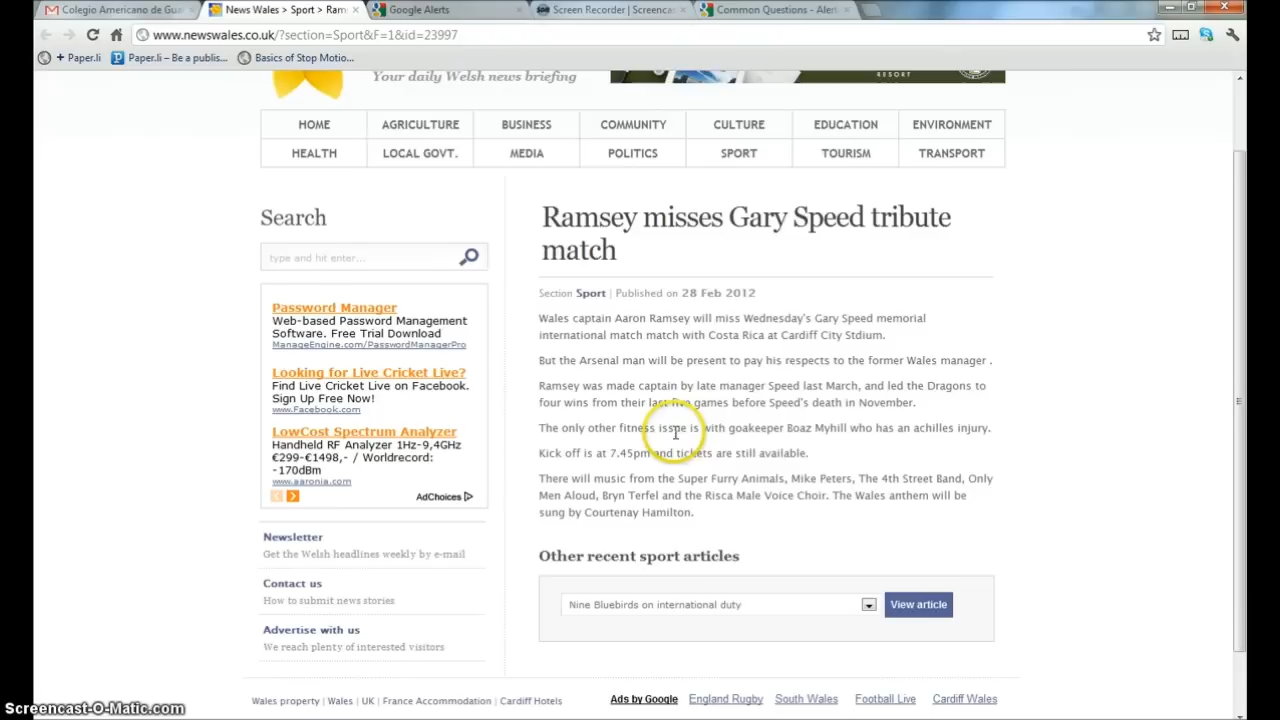 Colegio Americano de Gua
News Wales > Sport > Ram
Google Alerts
Screen Recorder | Screencas
Common Questions - Alert
www.newswales.co.uk/?section=Sport&F=1&id=23997
+ Paper.li
Paper.li – Be a publis...
Basics of Stop Motio...
Your daily Welsh news briefing
RESORT
HOME AGRICULTURE BUSINESS COMMUNITY CULTURE EDUCATION ENVIRONMENT
HEALTH LOCAL GOVT. MEDIA POLITICS SPORT TOURISM TRANSPORT
Search
type and hit enter...
Password Manager
Web-based Password Management
Software. Free Trial Download
ManageEngine.com/PasswordManagerPro
Looking for Live Cricket Live?
Find Live Cricket Live on Facebook.
Sign Up Free Now!
www.Facebook.com
LowCost Spectrum Analyzer
Handheld RF Analyzer 1Hz-9,4GHz
€299-€1498,- / Worldrecord:
-170dBm
www.aaronia.com
AdChoices
Newsletter
Get the Welsh headlines weekly by e-mail
Contact us
How to submit news stories
Advertise with us
We reach plenty of interested visitors
Ramsey misses Gary Speed tribute
match
Section Sport | Published on 28 Feb 2012
Wales captain Aaron Ramsey will miss Wednesday's Gary Speed memorial
international match match with Costa Rica at Cardiff City Stdium.
But the Arsenal man will be present to pay his respects to the former Wales manager .
Ramsey was made captain by late manager Speed last March, and led the Dragons to
four wins from their last five games before Speed's death in November.
The only other fitness issue is with goakeeper Boaz Myhill who has an achilles injury.
Kick off is at 7.45pm and tickets are still available.
There will music from the Super Furry Animals, Mike Peters, The 4th Street Band, Only
Men Aloud, Bryn Terfel and the Risca Male Voice Choir. The Wales anthem will be
sung by Courtenay Hamilton.
Other recent sport articles
Nine Bluebirds on international duty
View article
Wales property | Wales | UK | France Accommodation | Cardiff Hotels
Ads by Google England Rugby South Wales Football Live Cardiff Wales
Screencast-O-Matic.com